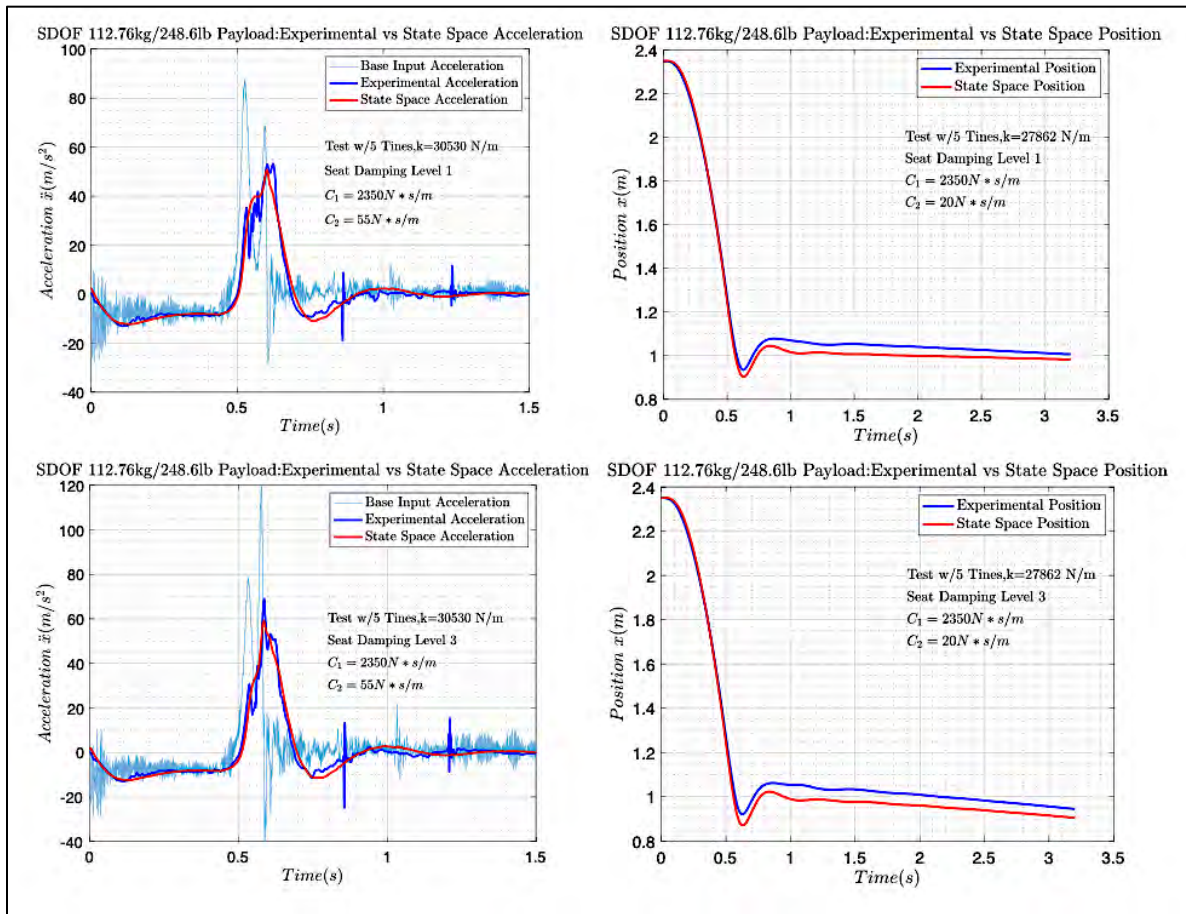 SDOF 112.76kg/248.6lb Payload:Experimental vs State Space Acceleration
100
80
60
40
20
0
-20
-40
Acceleration ẍ(m/s²)
Base Input Acceleration
Experimental Acceleration
State Space Acceleration
Test w/5 Tines,k=30530 N/m
Seat Damping Level 1
C₁ = 2350N * s/m
C₂ = 55N * s/m
0 0.5 1 1.5
Time(s)
SDOF 112.76kg/248.6lb Payload:Experimental vs State Space Position
2.4
2.2
2
1.8
1.6
1.4
1.2
1
0.8
Position x(m)
Experimental Position
State Space Position
Test w/5 Tines,k=27862 N/m
Seat Damping Level 1
C₁ = 2350N * s/m
C₂ = 20N * s/m
0 0.5 1 1.5 2 2.5 3 3.5
Time(s)
SDOF 112.76kg/248.6lb Payload:Experimental vs State Space Acceleration
120
100
80
60
40
20
0
-20
-40
Acceleration ẍ(m/s²)
Base Input Acceleration
Experimental Acceleration
State Space Acceleration
Test w/5 Tines,k=30530 N/m
Seat Damping Level 3
C₁ = 2350N * s/m
C₂ = 55N * s/m
0 0.5 1 1.5
Time(s)
SDOF 112.76kg/248.6lb Payload:Experimental vs State Space Position
2.4
2.2
2
1.8
1.6
1.4
1.2
1
0.8
Position x(m)
Experimental Position
State Space Position
Test w/5 Tines,k=27862 N/m
Seat Damping Level 3
C₁ = 2350N * s/m
C₂ = 20N * s/m
0 0.5 1 1.5 2 2.5 3 3.5
Time(s)